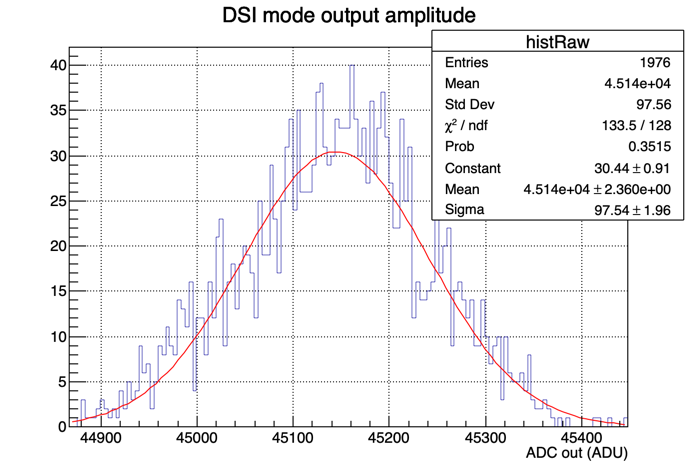 DSI mode output amplitude
histRaw
Entries 1976
Mean 4.514e+04
Std Dev 97.56
χ² / ndf 133.5 / 128
Prob 0.3515
Constant 30.44 ± 0.91
Mean 4.514e+04 ± 2.360e+00
Sigma 97.54 ± 1.96
40
35
30
25
20
15
10
5
0
44900 45000 45100 45200 45300 45400
ADC out (ADU)